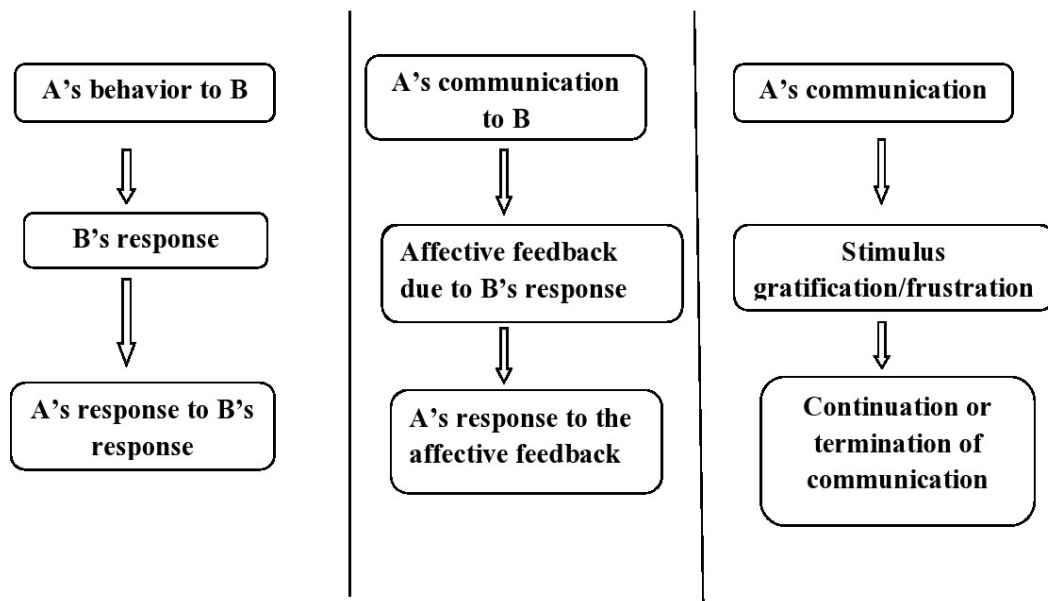 A’s behavior to B
B’s response
A’s response to B’s
response
A’s communication
to B
Affective feedback
due to B’s response
A’s response to the
affective feedback
A’s communication
Stimulus
gratification/frustration
Continuation or
termination of
communication